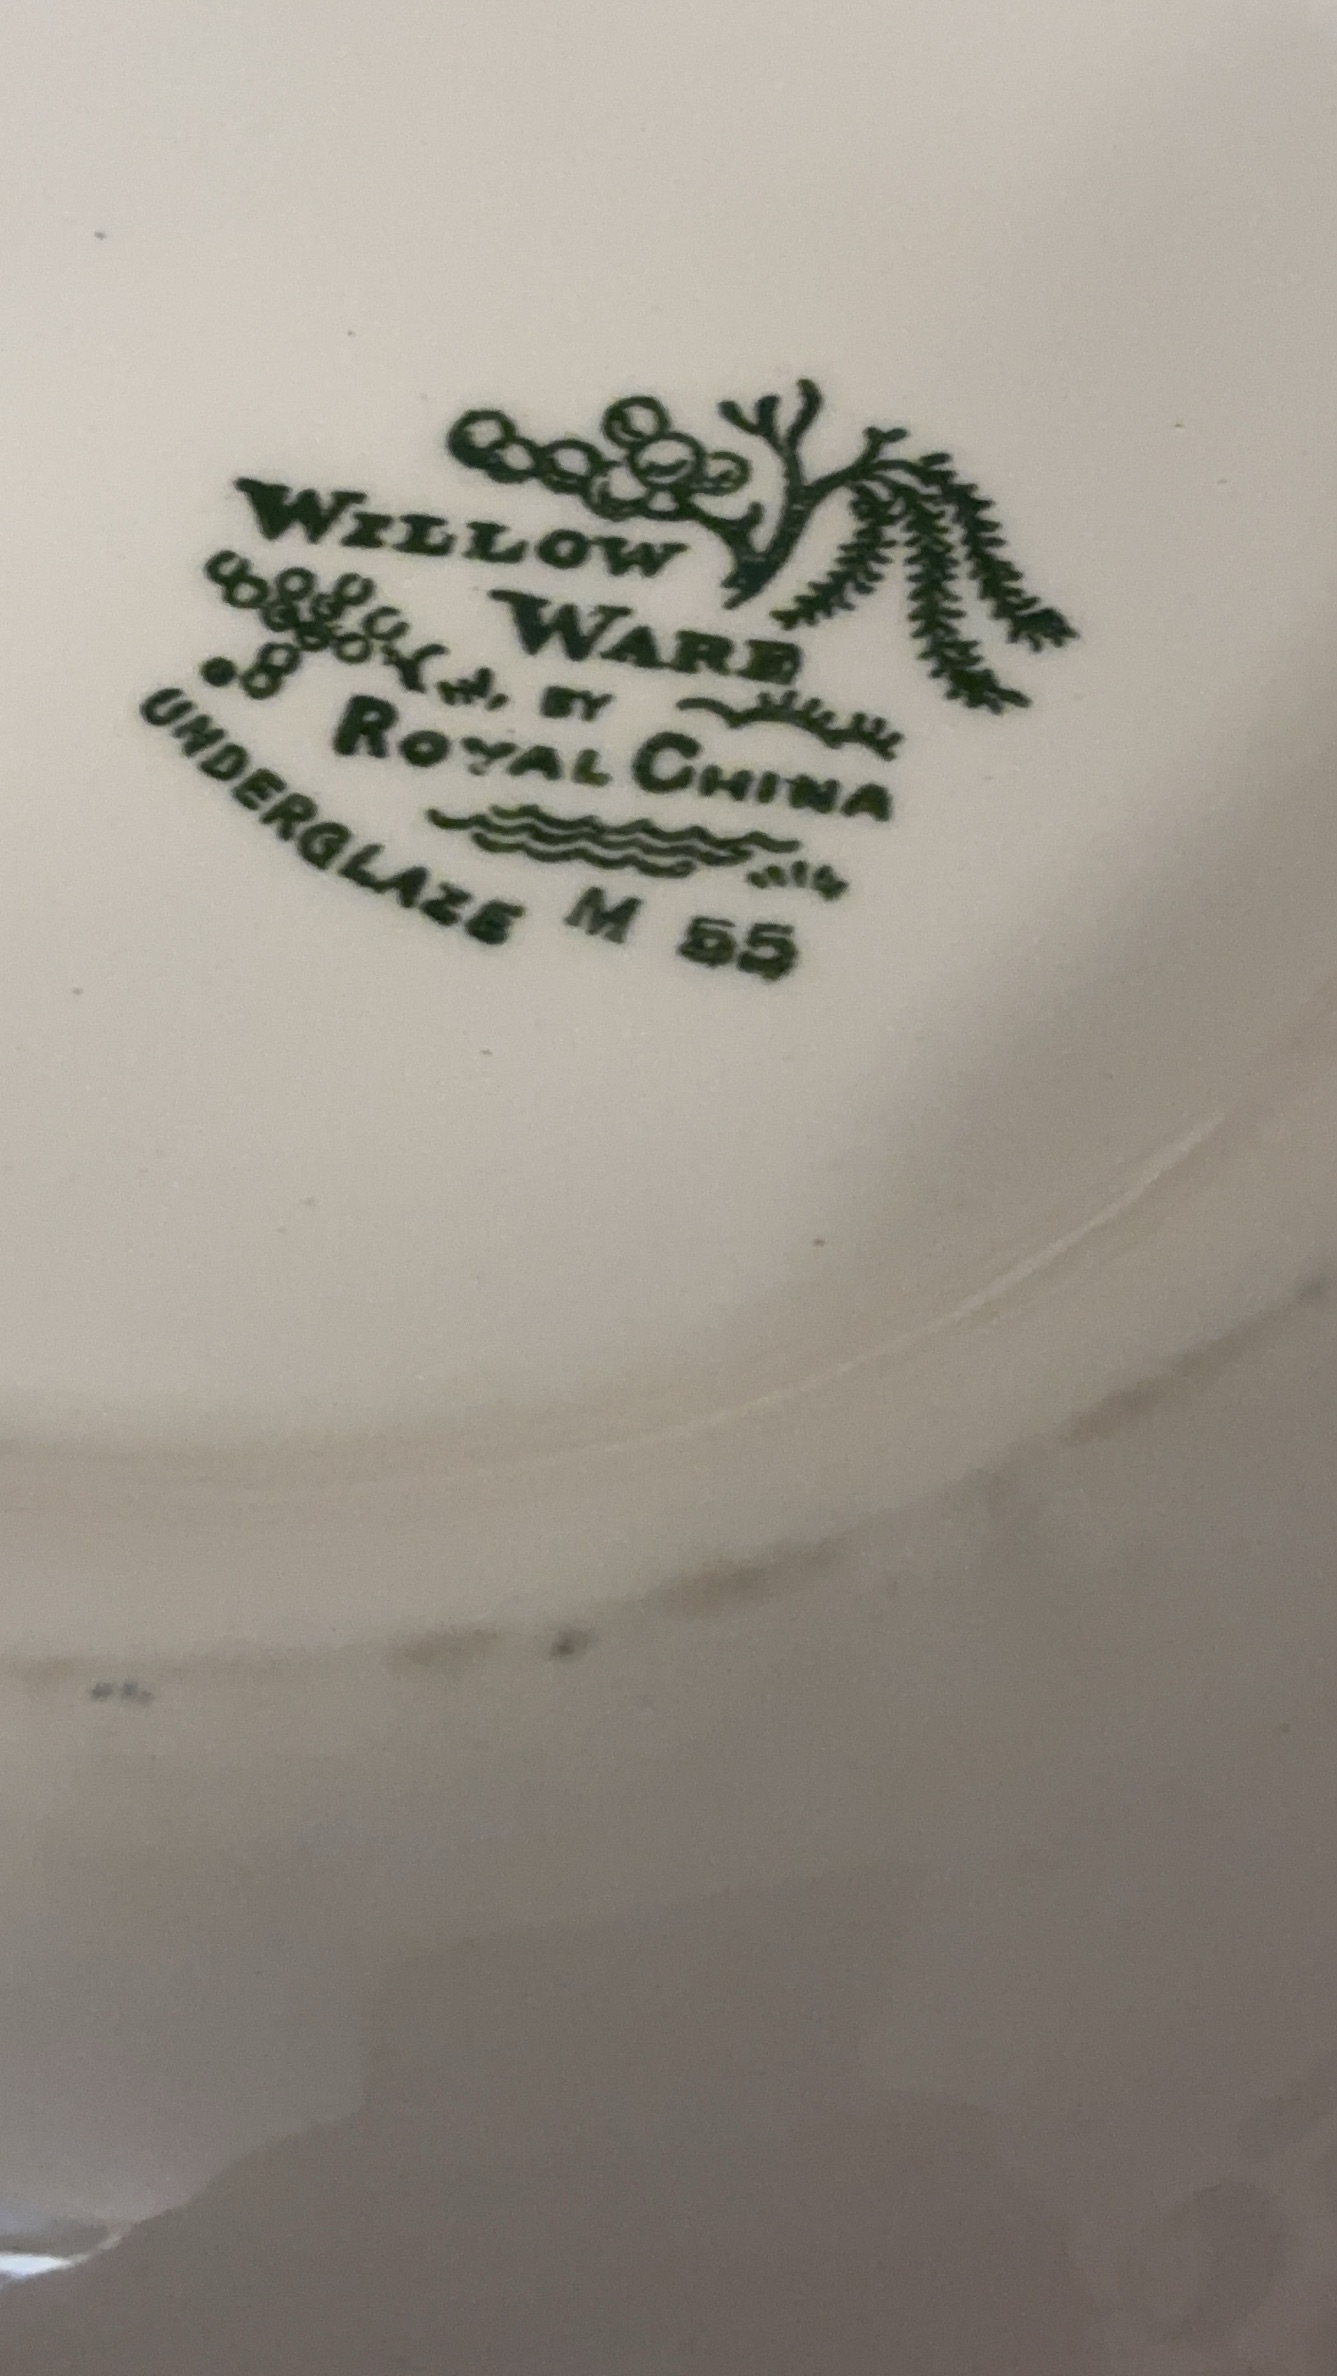 WILLOW
WARE
BY
ROYAL CHINA
UNDERGLAZE M 55